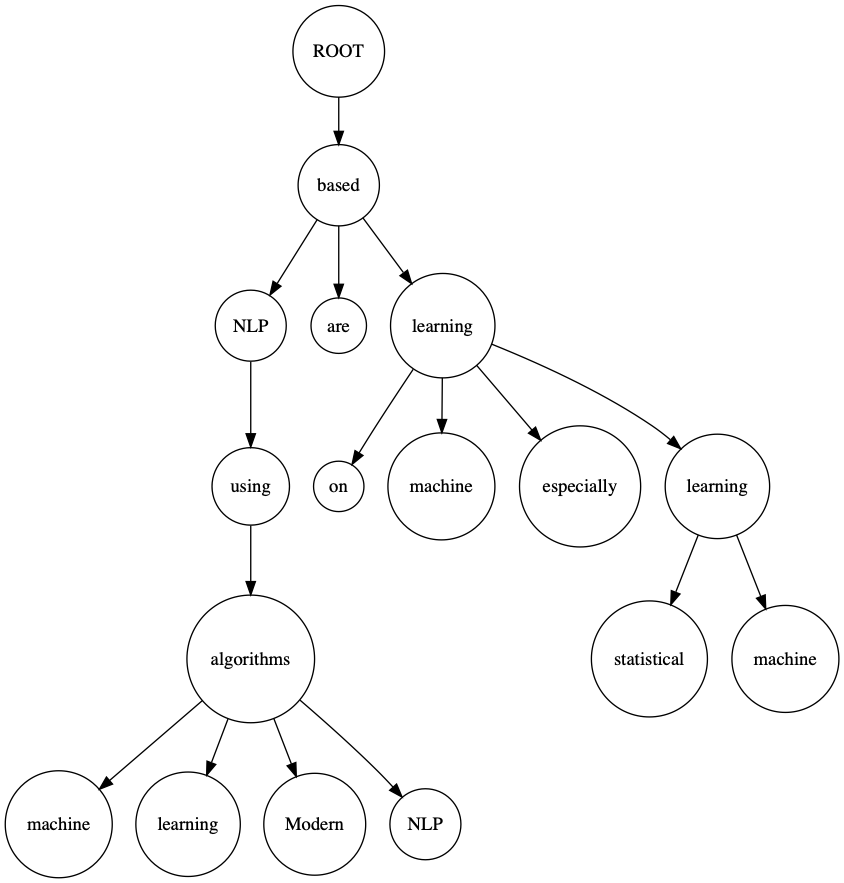 ROOT
based
NLP are learning
using on machine especially learning
algorithms statistical machine
machine learning Modern NLP